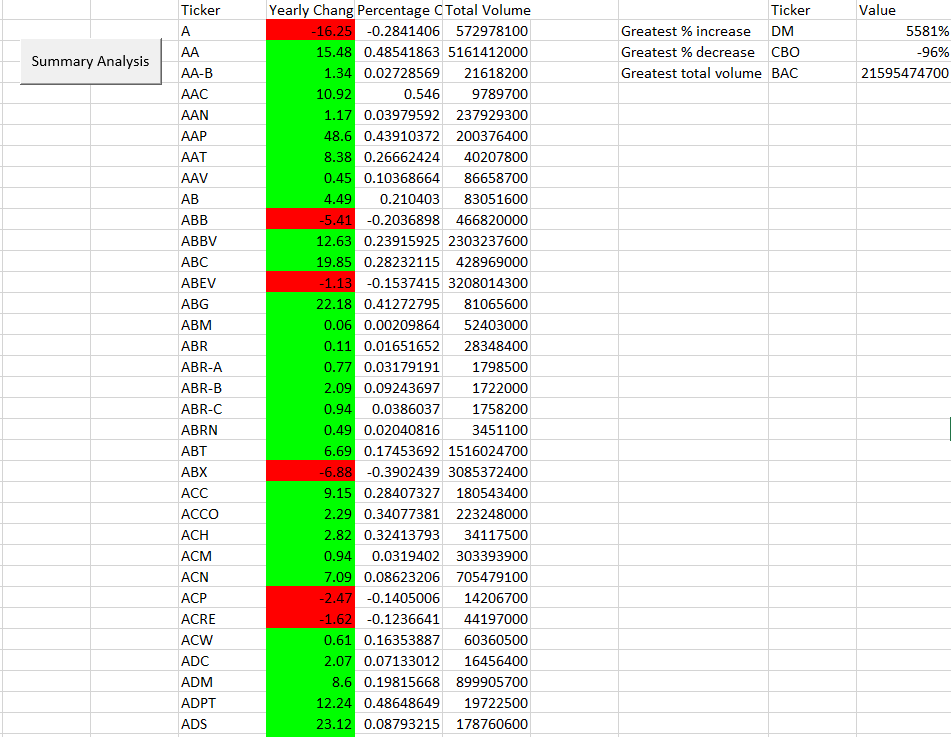 Ticker Yearly Chang Percentage C Total Volume Ticker Value
A -16.25 -0.2841406 572978100 Greatest % increase DM 5581%
Summary Analysis
AA 15.48 0.48541863 5161412000 Greatest % decrease CBO -96%
AA-B 1.34 0.02728569 21618200 Greatest total volume BAC 21595474700
AAC 10.92 0.546 9789700
AAN 1.17 0.03979592 237929300
AAP 48.6 0.43910372 200376400
AAT 8.38 0.26662424 40207800
AAV 0.45 0.10368664 86658700
AB 4.49 0.210403 83051600
ABB -5.41 -0.2036898 466820000
ABBV 12.63 0.23915925 2303237600
ABC 19.85 0.28232115 428969000
ABEV -1.13 -0.1537415 3208014300
ABG 22.18 0.41272795 81065600
ABM 0.06 0.00209864 52403000
ABR 0.11 0.01651652 28348400
ABR-A 0.77 0.03179191 1798500
ABR-B 2.09 0.09243697 1722000
ABR-C 0.94 0.0386037 1758200
ABRN 0.49 0.02040816 3451100
ABT 6.69 0.17453692 1516024700
ABX -6.88 -0.3902439 3085372400
ACC 9.15 0.28407327 180543400
ACCO 2.29 0.34077381 223248000
ACH 2.82 0.32413793 34117500
ACM 0.94 0.0319402 303393900
ACN 7.09 0.08623206 705479100
ACP -2.47 -0.1405006 14206700
ACRE -1.62 -0.1236641 44197000
ACW 0.61 0.16353887 60360500
ADC 2.07 0.07133012 16456400
ADM 8.6 0.19815668 899905700
ADPT 12.24 0.48648649 19722500
ADS 23.12 0.08793215 178760600